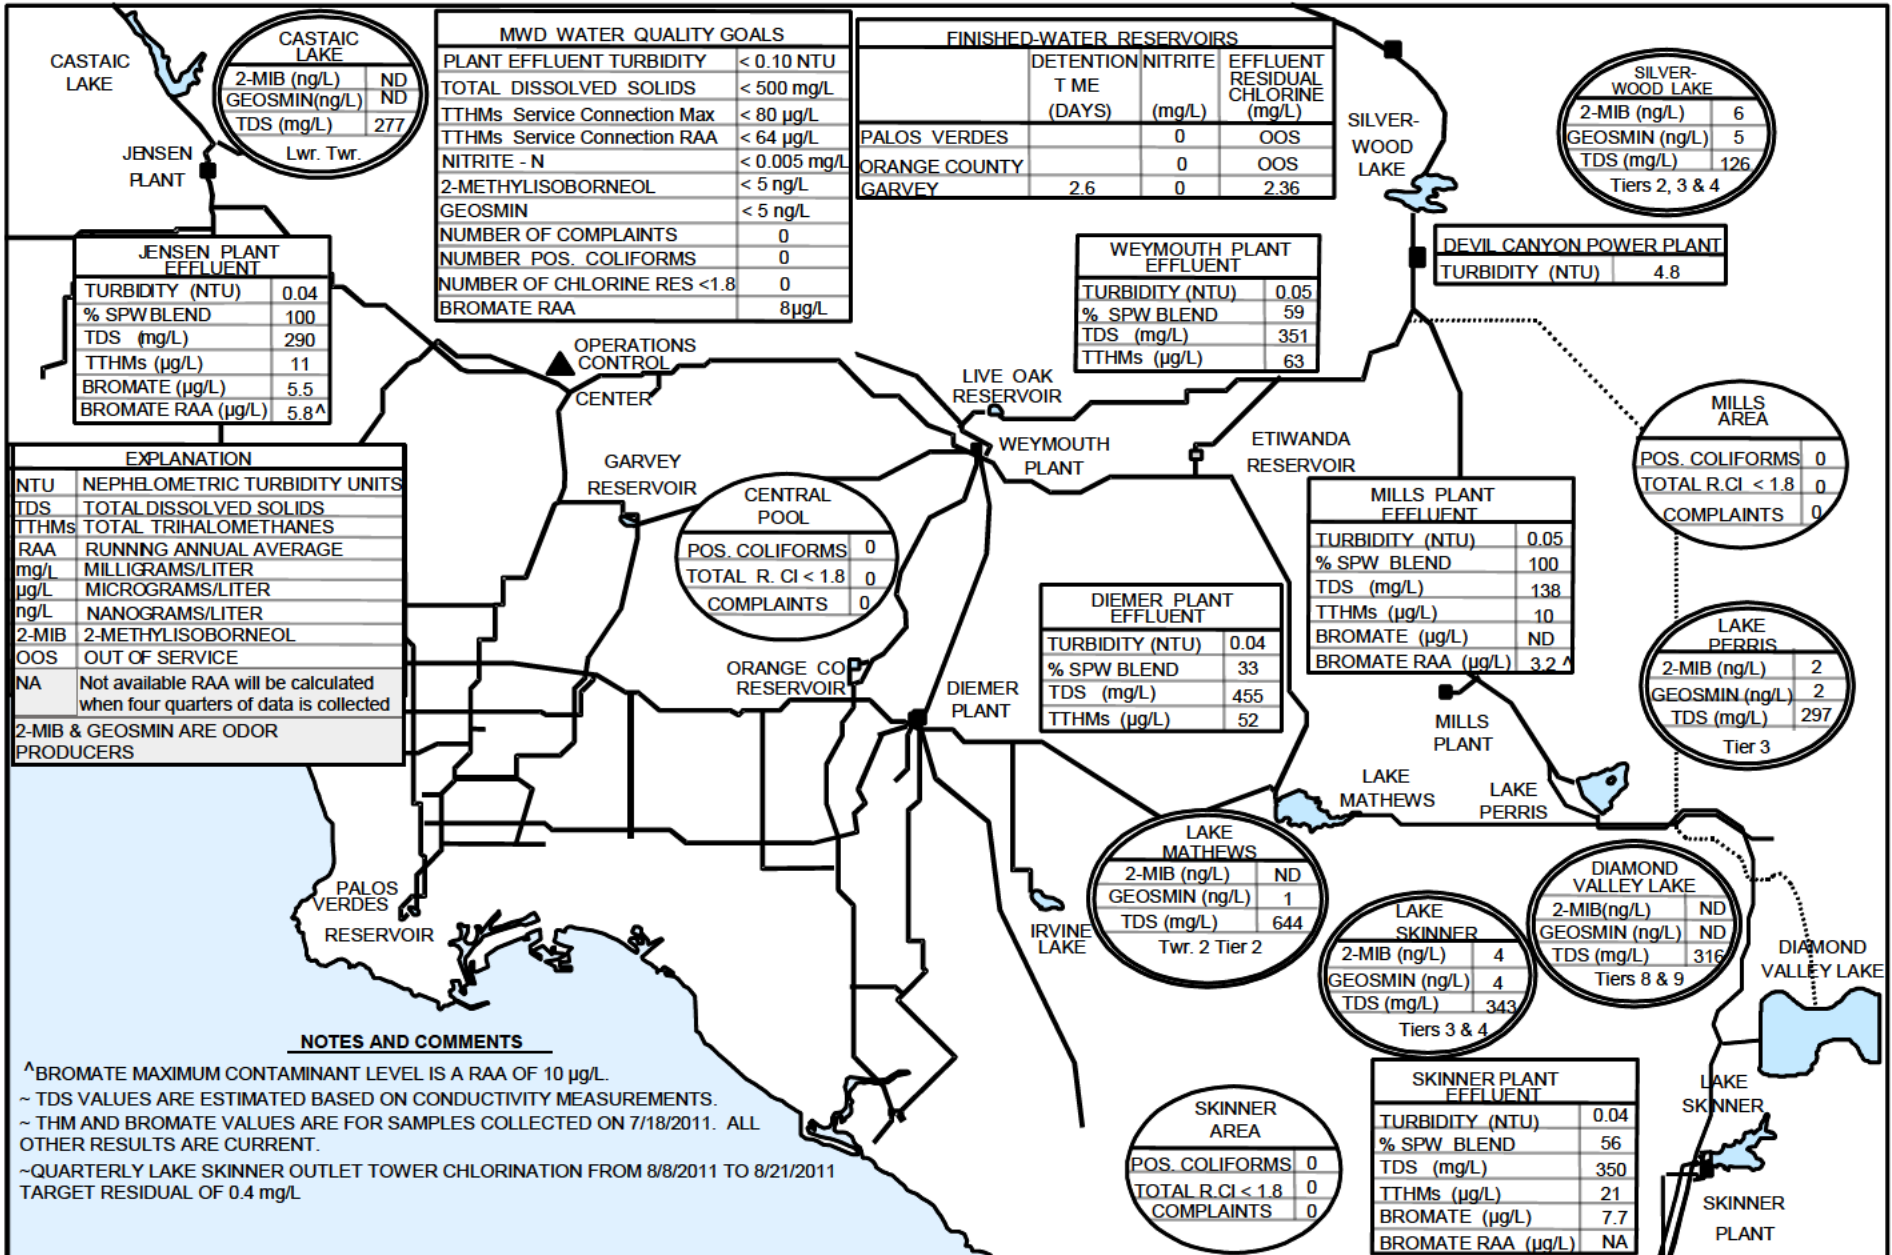 CASTAIC
LAKE
CASTAIC
LAKE
2-MIB (ng/L) ND
GEOSMIN(ng/L) ND
TDS (mg/L) 277
Lwr. Twr.
JENSEN
PLANT
MWD WATER QUALITY GOALS
PLANT EFFLUENT TURBIDITY < 0.10 NTU
TOTAL DISSOLVED SOLIDS < 500 mg/L
TTHMs Service Connection Max < 80 µg/L
TTHMs Service Connection RAA < 64 µg/L
NITRITE - N < 0.005 mg/L
2-METHYLISOBORNEOL < 5 ng/L
GEOSMIN < 5 ng/L
NUMBER OF COMPLAINTS 0
NUMBER POS. COLIFORMS 0
NUMBER OF CHLORINE RES <1.8 0
BROMATE RAA 8µg/L
FINISHED-WATER RESERVOIRS
DETENTION NITRITE EFFLUENT
T ME RESIDUAL
CHLORINE
(DAYS) (mg/L) (mg/L)
PALOS VERDES 0 OOS
ORANGE COUNTY 0 OOS
GARVEY 2.6 0 2.36
SILVER-
WOOD
LAKE
SILVER-
WOOD LAKE
2-MIB (ng/L) 6
GEOSMIN (ng/L) 5
TDS (mg/L) 126
Tiers 2, 3 & 4
DEVIL CANYON POWER PLANT
TURBIDITY (NTU) 4.8
JENSEN PLANT
EFFLUENT
TURBIDITY (NTU) 0.04
% SPW BLEND 100
TDS (mg/L) 290
TTHMs (µg/L) 11
BROMATE (µg/L) 5.5
BROMATE RAA (µg/L) 5.8^
WEYMOUTH PLANT
EFFLUENT
TURBIDITY (NTU) 0.05
% SPW BLEND 59
TDS (mg/L) 351
TTHMs (µg/L) 63
OPERATIONS
CONTROL
CENTER
LIVE OAK
RESERVOIR
WEYMOUTH
PLANT
ETIWANDA
RESERVOIR
GARVEY
RESERVOIR
MILLS
AREA
POS. COLIFORMS 0
TOTAL R.Cl < 1.8 0
COMPLAINTS 0
EXPLANATION
NTU NEPHELOMETRIC TURBIDITY UNITS
TDS TOTAL DISSOLVED SOLIDS
TTHMs TOTAL TRIHALOMETHANES
RAA RUNNING ANNUAL AVERAGE
mg/L MILLIGRAMS/LITER
µg/L MICROGRAMS/LITER
ng/L NANOGRAMS/LITER
2-MIB 2-METHYLISOBORNEOL
OOS OUT OF SERVICE
NA Not available RAA will be calculated
when four quarters of data is collected
2-MIB & GEOSMIN ARE ODOR
PRODUCERS
CENTRAL
POOL
POS. COLIFORMS 0
TOTAL R. Cl < 1.8 0
COMPLAINTS 0
MILLS PLANT
EFFLUENT
TURBIDITY (NTU) 0.05
% SPW BLEND 100
TDS (mg/L) 138
TTHMs (µg/L) 10
BROMATE (µg/L) ND
BROMATE RAA (µg/L) 3.2 ^
DIEMER PLANT
EFFLUENT
TURBIDITY (NTU) 0.04
% SPW BLEND 33
TDS (mg/L) 455
TTHMs (µg/L) 52
LAKE
PERRIS
2-MIB (ng/L) 2
GEOSMIN (ng/L) 2
TDS (mg/L) 297
Tier 3
ORANGE CO
RESERVOIR
DIEMER
PLANT
MILLS
PLANT
LAKE
MATHEWS
LAKE
PERRIS
LAKE
MATHEWS
2-MIB (ng/L) ND
GEOSMIN (ng/L) 1
TDS (mg/L) 644
Twr. 2 Tier 2
DIAMOND
VALLEY LAKE
2-MIB(ng/L) ND
GEOSMIN (ng/L) ND
TDS (mg/L) 316
Tiers 8 & 9
LAKE
SKINNER
2-MIB (ng/L) 4
GEOSMIN (ng/L) 4
TDS (mg/L) 343
Tiers 3 & 4
PALOS
VERDES
RESERVOIR
IRVINE
LAKE
DIAMOND
VALLEY LAKE
NOTES AND COMMENTS
^BROMATE MAXIMUM CONTAMINANT LEVEL IS A RAA OF 10 µg/L.
~ TDS VALUES ARE ESTIMATED BASED ON CONDUCTIVITY MEASUREMENTS.
~ THM AND BROMATE VALUES ARE FOR SAMPLES COLLECTED ON 7/18/2011. ALL
OTHER RESULTS ARE CURRENT.
~QUARTERLY LAKE SKINNER OUTLET TOWER CHLORINATION FROM 8/8/2011 TO 8/21/2011
TARGET RESIDUAL OF 0.4 mg/L
SKINNER
AREA
POS. COLIFORMS 0
TOTAL R.Cl < 1.8 0
COMPLAINTS 0
SKINNER PLANT
EFFLUENT
TURBIDITY (NTU) 0.04
% SPW BLEND 56
TDS (mg/L) 350
TTHMs (µg/L) 21
BROMATE (µg/L) 7.7
BROMATE RAA (µg/L) NA
LAKE
SKINNER
SKINNER
PLANT